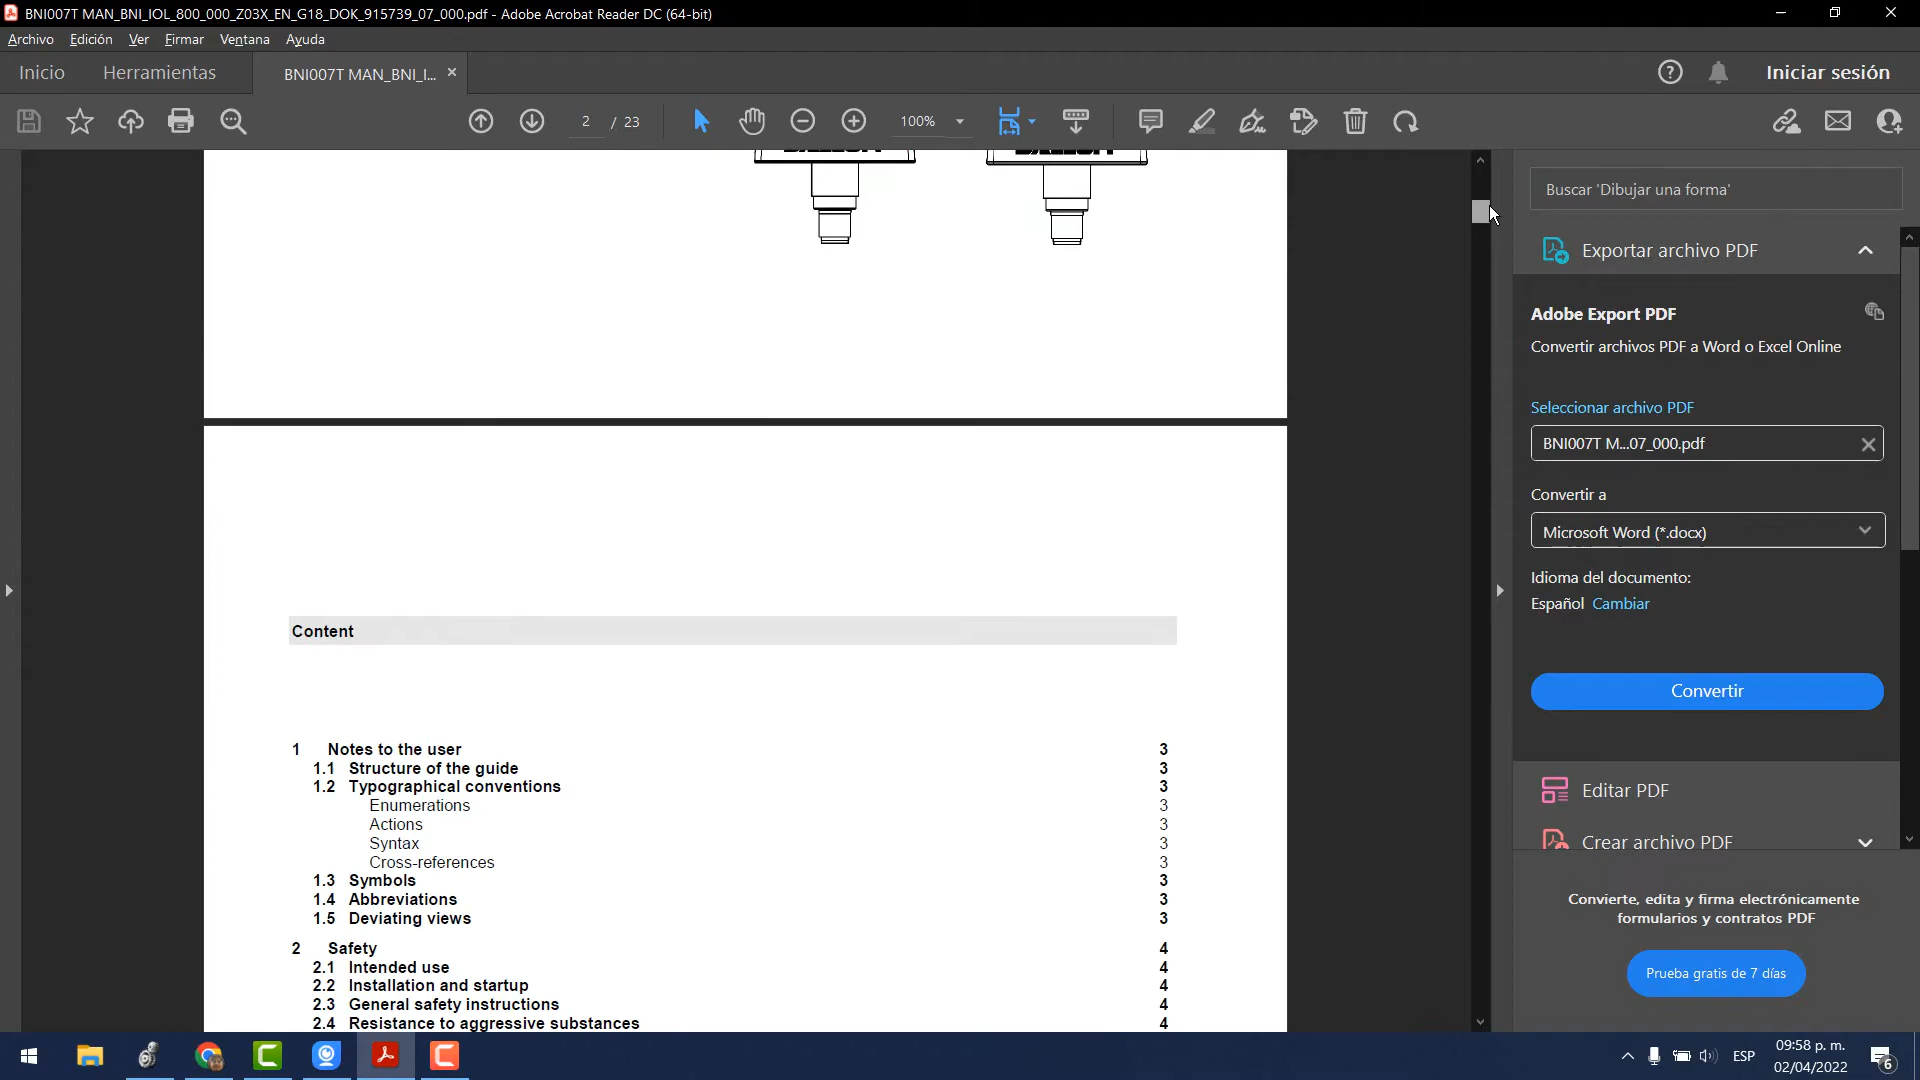 BNI007T MAN_BNI_IOL_800_000_Z03X_EN_G18_DOK_915739_07_000.pdf - Adobe Acrobat Reader DC (64-bit)
Archivo Edición Ver Firmar Ventana Ayuda
Inicio Herramientas BNI007T MAN_BNI_I... Iniciar sesión
2 / 23 100%
Buscar 'Dibujar una forma'
Exportar archivo PDF
Adobe Export PDF
Convertir archivos PDF a Word o Excel Online
Seleccionar archivo PDF
BNI007T M...07_000.pdf
Convertir a
Microsoft Word (*.docx)
Idioma del documento:
Español Cambiar
Convertir
Editar PDF
Crear archivo PDF
Convierte, edita y firma electrónicamente
formularios y contratos PDF
Prueba gratis de 7 días
Content
1 Notes to the user 3
1.1 Structure of the guide 3
1.2 Typographical conventions 3
Enumerations 3
Actions 3
Syntax 3
Cross-references 3
1.3 Symbols 3
1.4 Abbreviations 3
1.5 Deviating views 3
2 Safety 4
2.1 Intended use 4
2.2 Installation and startup 4
2.3 General safety instructions 4
2.4 Resistance to aggressive substances 4
ESP
09:58 p. m.
02/04/2022
6